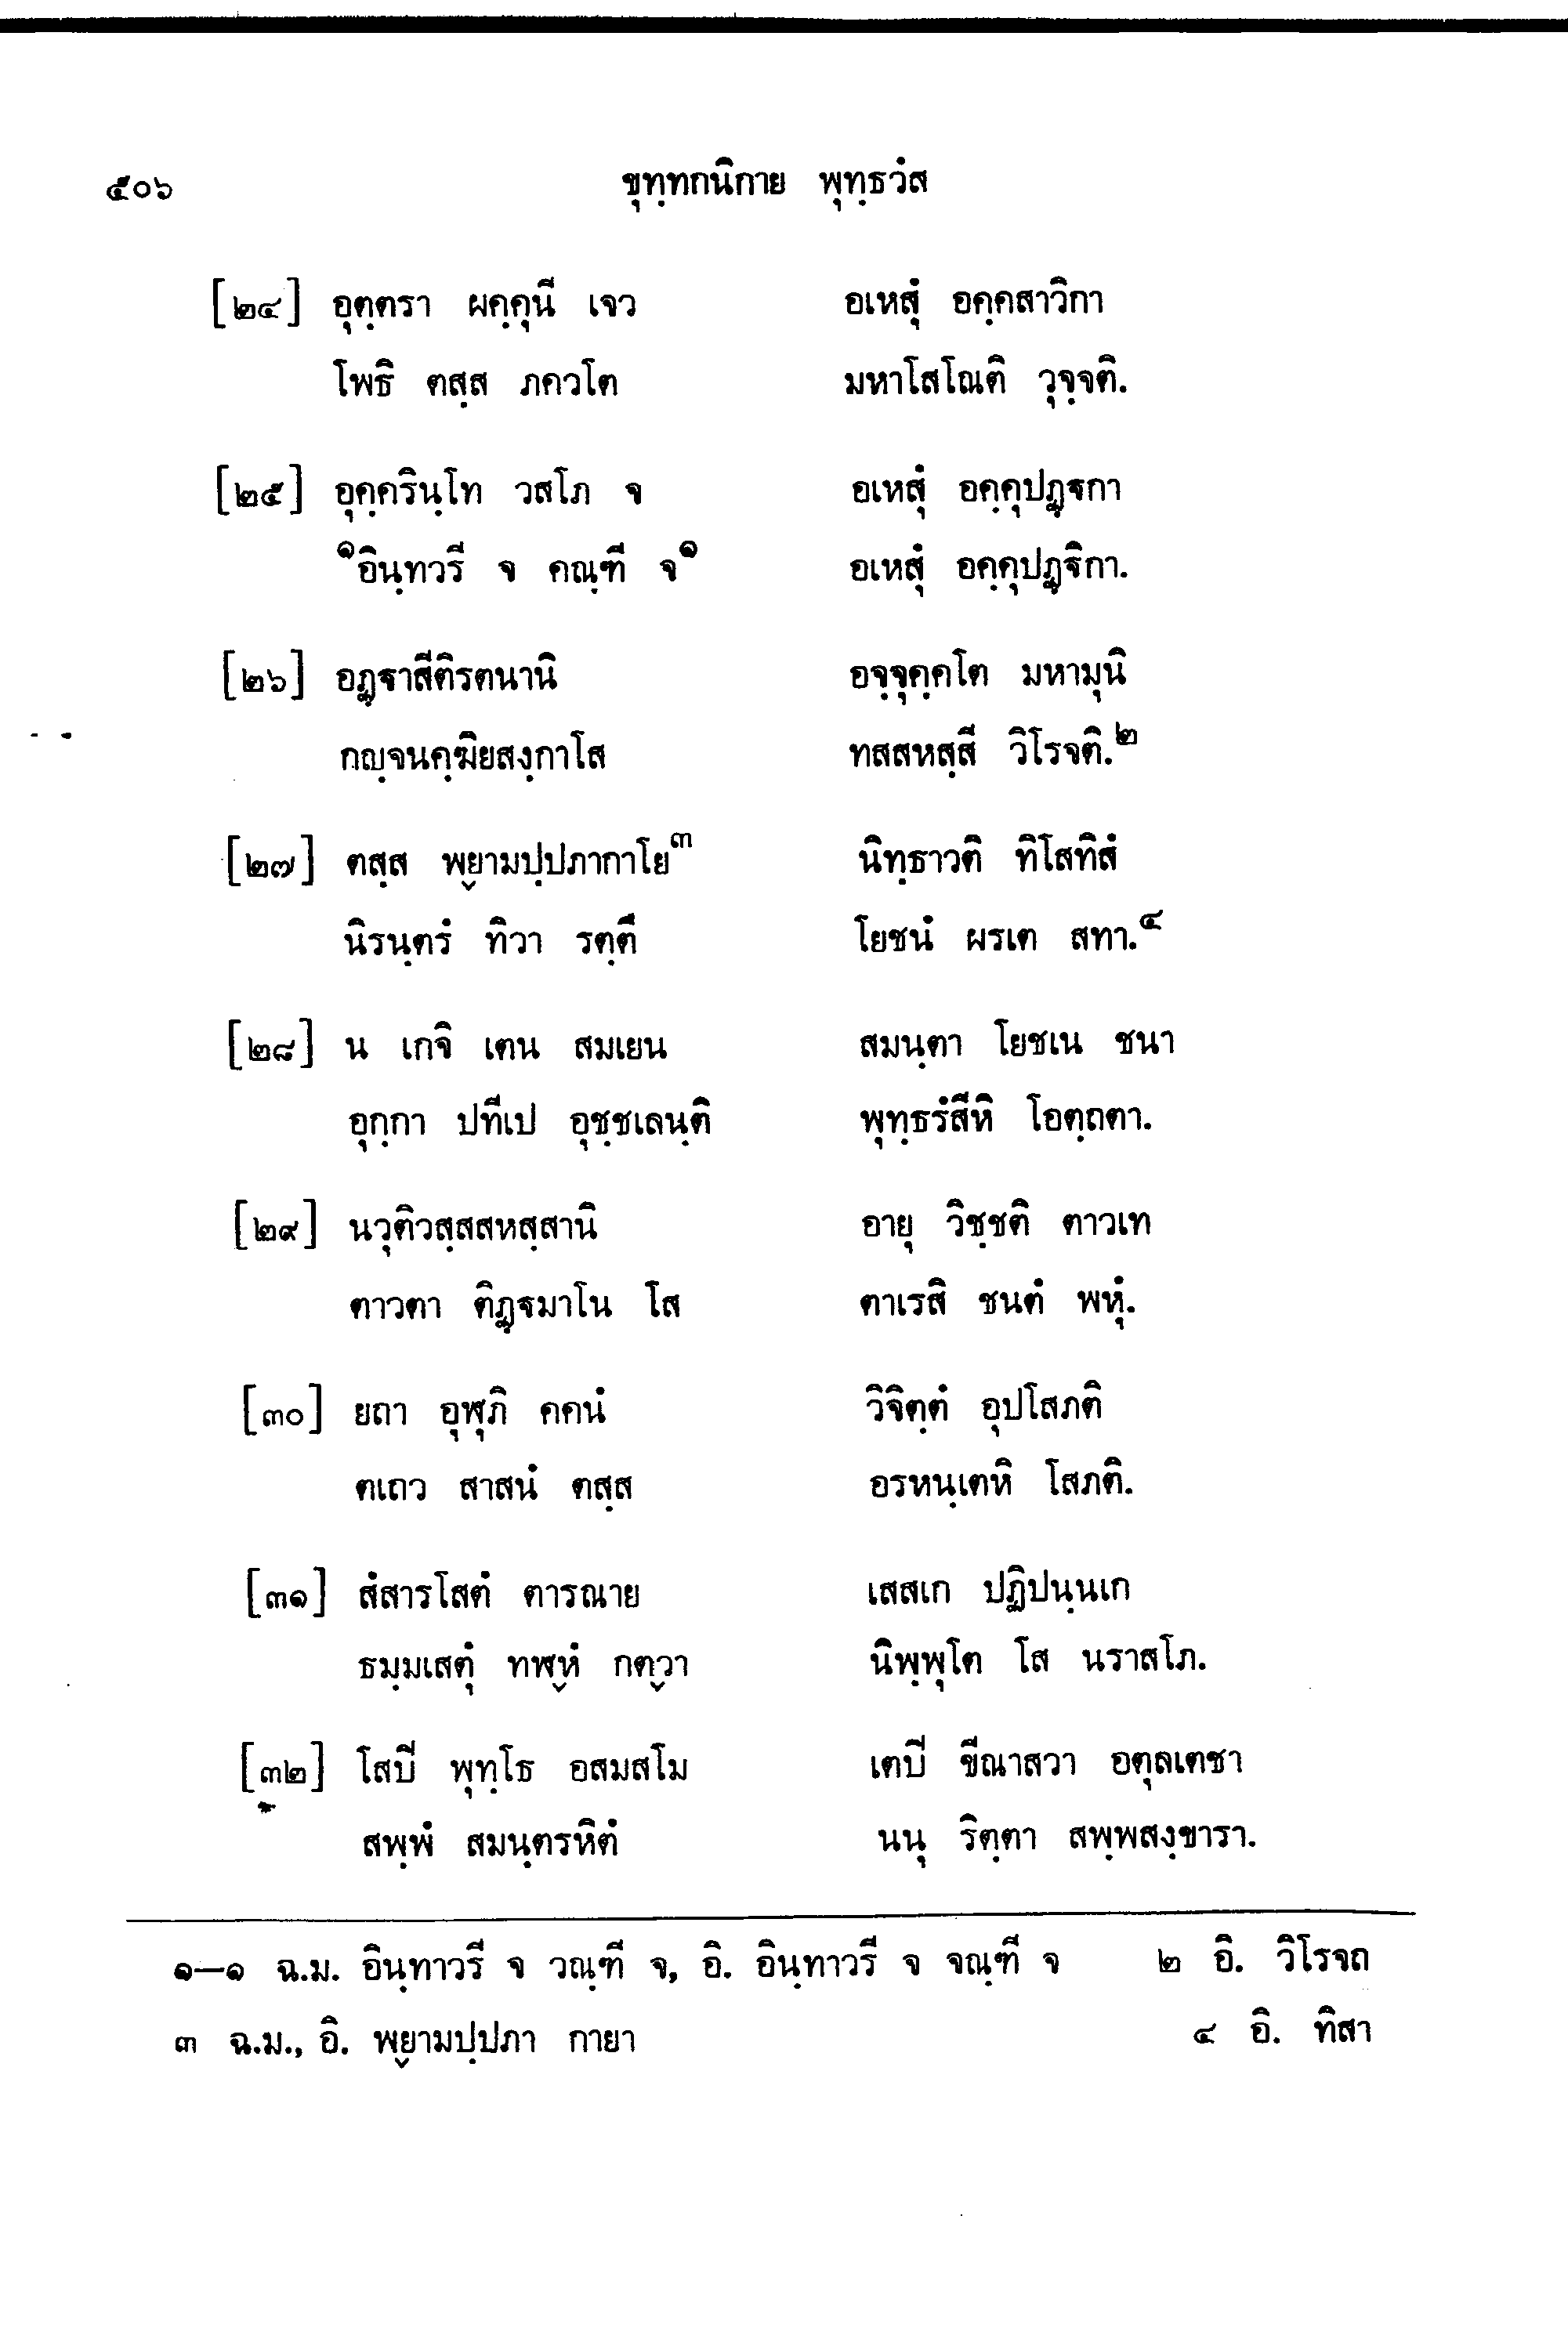 ๕๐๖ ขุทฺทกนิกาย พุทฺธวํส
[๒๔] อุตฺตรา ผคฺคุนี เจว อเหสุํ อคฺคสาวิกา
โพธิ ตสฺส ภควโต มหาโสโณติ วุจฺจติ.
[๒๕] อุคฺครินฺโท วสโภ จ อเหสุํ อคฺคุปฏฺฐกา
๑อินฺทวรี จ คณฺฑี จ๑ อเหสุํ อคฺคุปฏฺฐิกา.
[๒๖] อฏฺฐาสีติรตนานิ อจฺจุคฺคโต มหามุนิ
กญฺจนคฺฆิยสงฺกาโส ทสสหสฺสี วิโรจติ.๒
[๒๗] ตสฺส พฺยามปฺปภากาโย๓ นิทฺธาวติ ทิโสทิสํ
นิรนฺตรํ ทิวา รตฺตึ โยชนํ ผรเต สทา.๔
[๒๘] น เกจิ เตน สมเยน สมนฺตา โยชเน ชนา
อุกฺกา ปทีเป อุชฺชเลนฺติ พุทฺธรํสีหิ โอตฺถตา.
[๒๙] นวุติวสฺสสหสฺสานิ อายุ วิชฺชติ ตาวเท
ตาวตา ติฏฺฐมาโน โส ตาเรสิ ชนตํ พหุํ.
[๓๐] ยถา อุฬุภิ คคนํ วิจิตฺตํ อุปโสภติ
ตเถว สาสนํ ตสฺส อรหนฺเตหิ โสภติ.
[๓๑] สํสารโสตํ ตารณาย เสสเก ปฏิปนฺนเก
ธมฺมเสตุํ ทฬฺหํ กตฺวา นิพฺพุโต โส นราสโภ.
[๓๒] โสปี พุทฺโธ อสมสโม เตปี ขีณาสวา อตุลเตชา
สพฺพํ สมนฺตรหิตํ นนุ ริตฺตา สพฺพสงฺขารา.
๑—๑ ฉ.ม. อินฺทาวรี จ วณฺฑี จ, อิ. อินฺทาวรี จ จณฺฑี จ ๒ อิ. วิโรจถ
๓ ฉ.ม., อิ. พฺยามปฺปภา กายา ๔ อิ. ทิสา